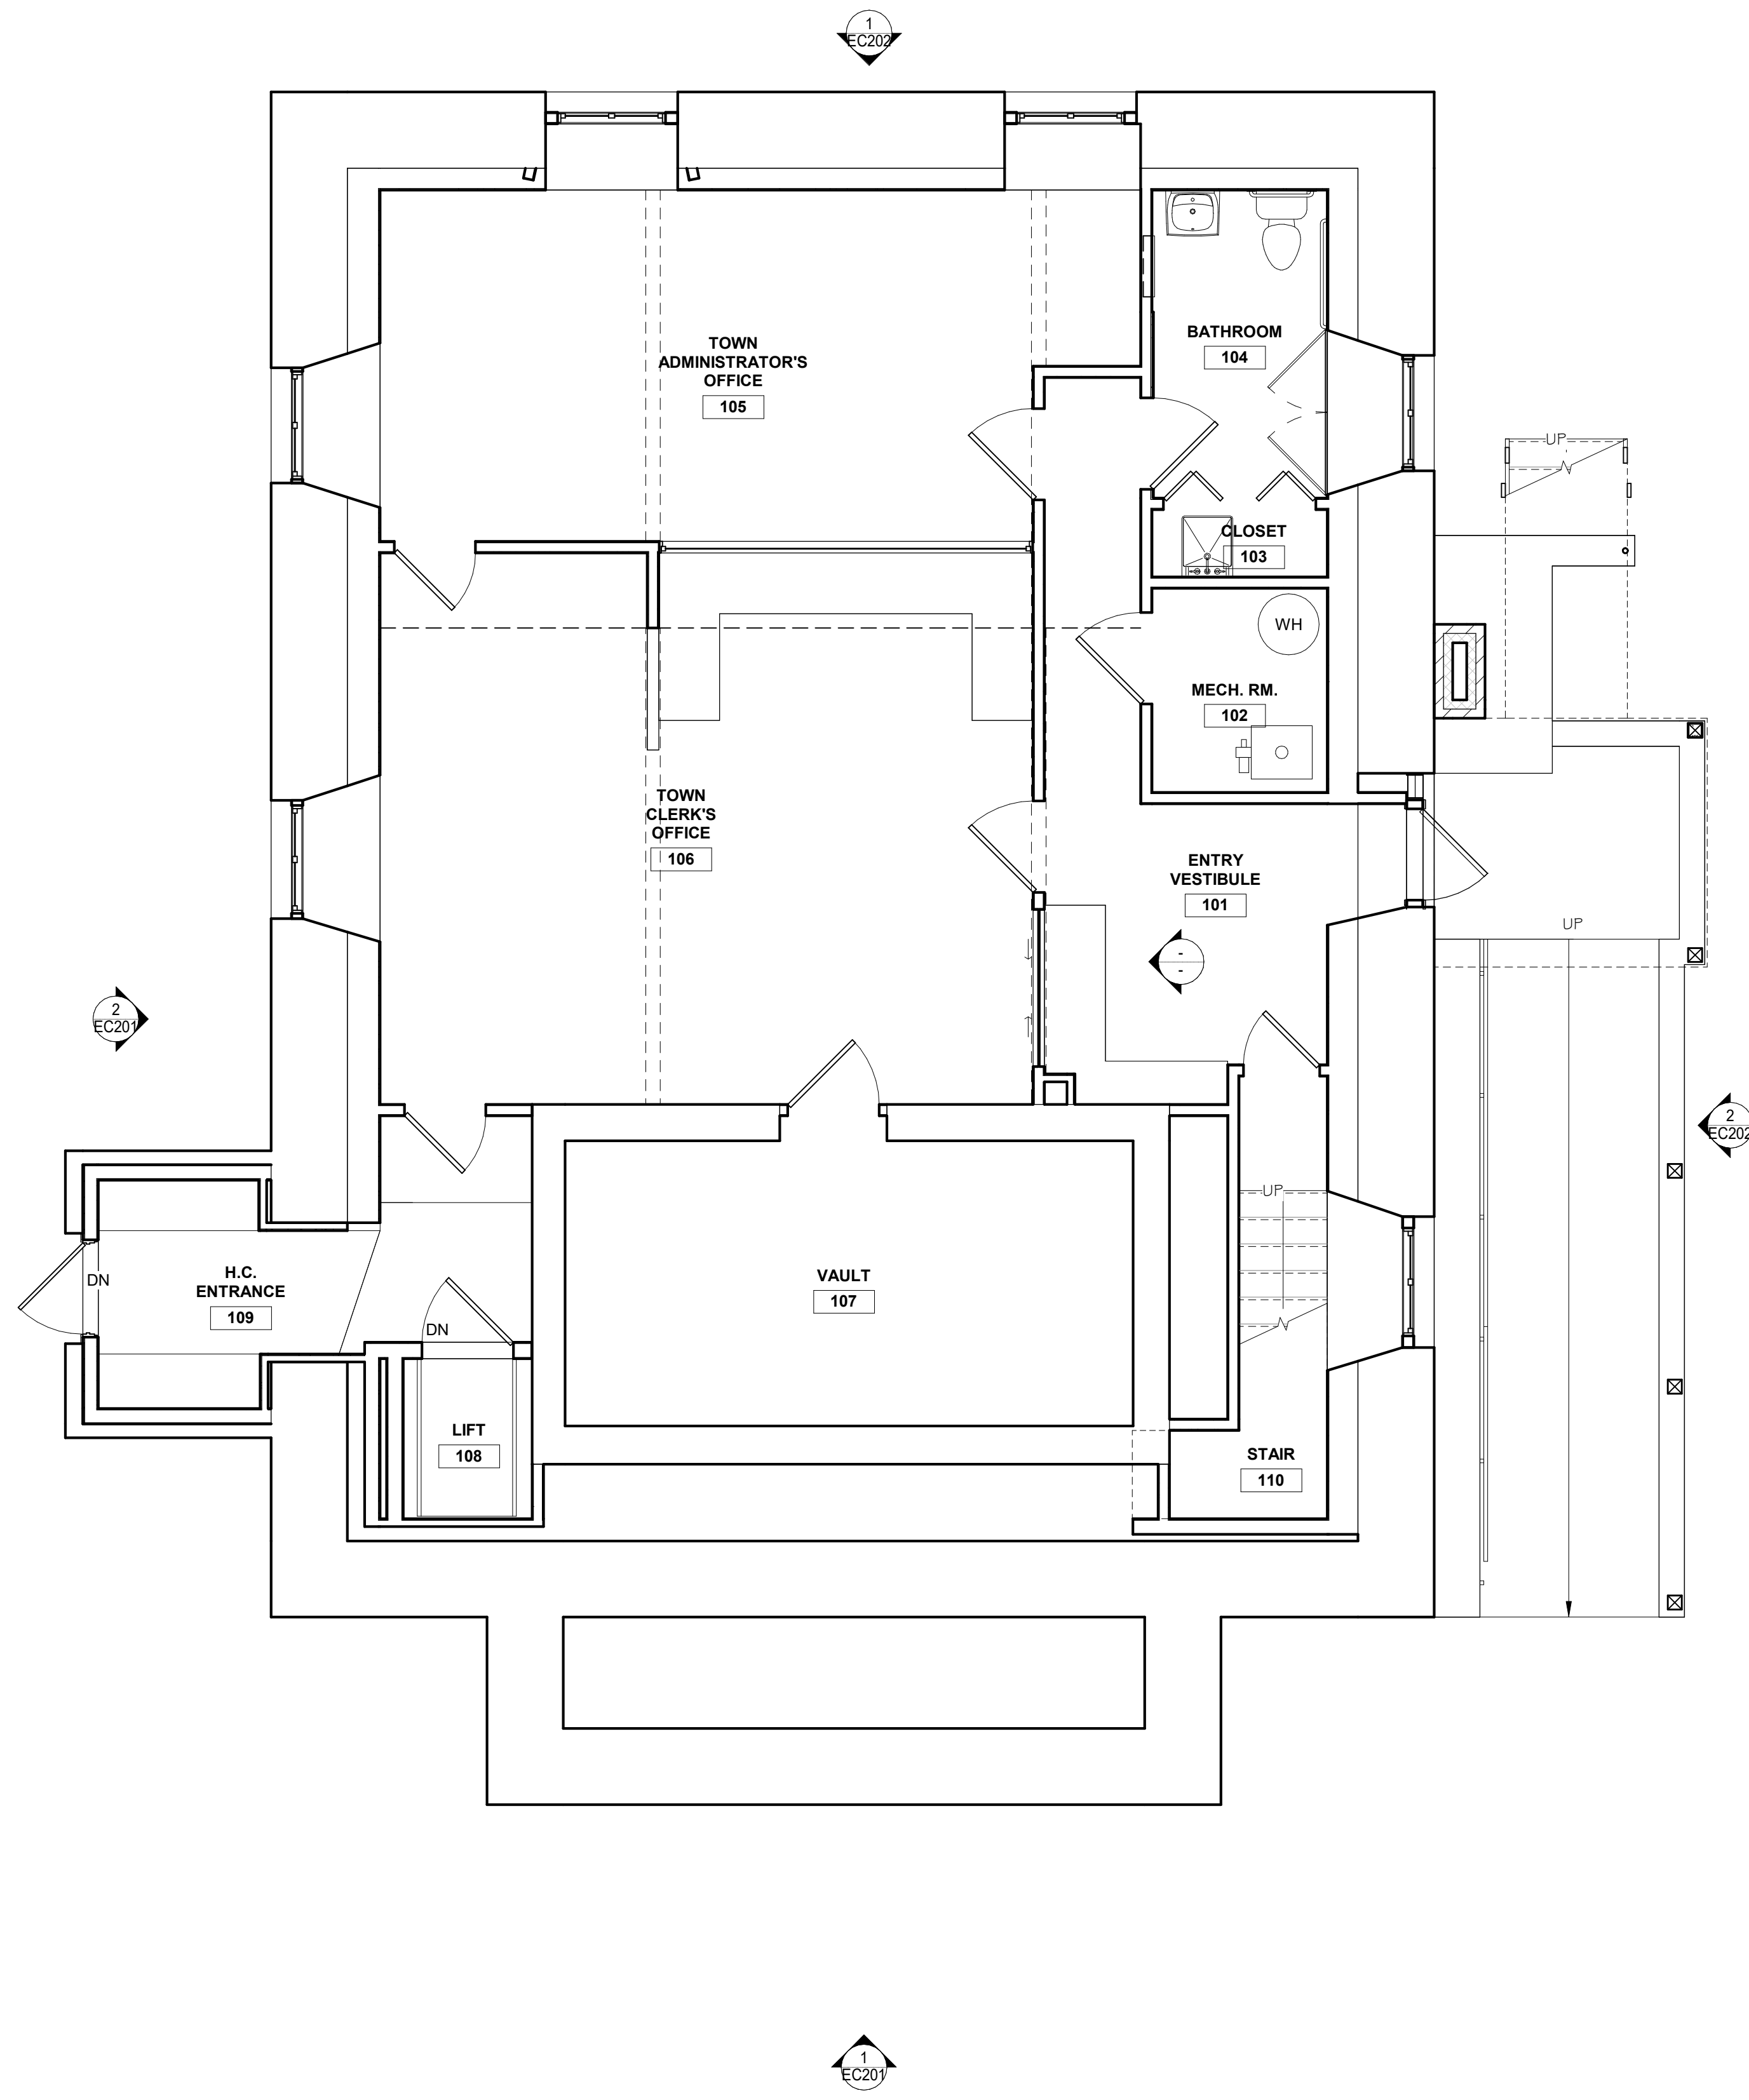 1
EC202
TOWN
ADMINISTRATOR'S
OFFICE
105
BATHROOM
104
UP
CLOSET
103
WH
MECH. RM.
102
TOWN
CLERK'S
OFFICE
106
ENTRY
VESTIBULE
101
UP
-
-
2
EC201
2
EC202
UP
H.C.
ENTRANCE
109
DN
VAULT
107
DN
LIFT
108
STAIR
110
1
EC201